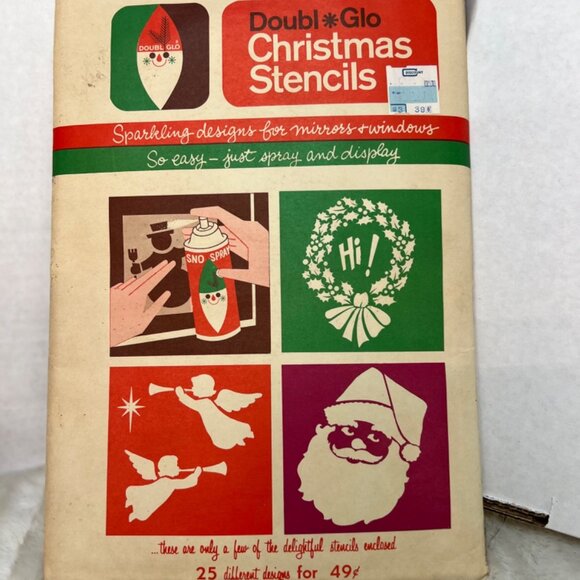 DOUBL GLO
Doubl*Glo
Christmas
Stencils
39¢
Sparkling designs for mirrors + windows
So easy – just spray and display
SNO SPRAY
Hi!
...these are only a few of the delightful stencils enclosed
25 different designs for 49¢